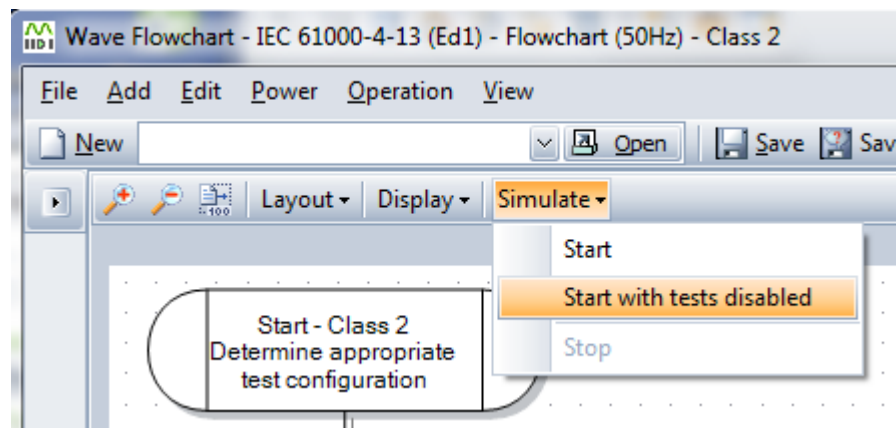 Wave Flowchart - IEC 61000-4-13 (Ed1) - Flowchart (50Hz) - Class 2
File Add Edit Power Operation View
New Open Save Sav
Layout Display Simulate
Start
Start with tests disabled
Stop
Start - Class 2
Determine appropriate
test configuration